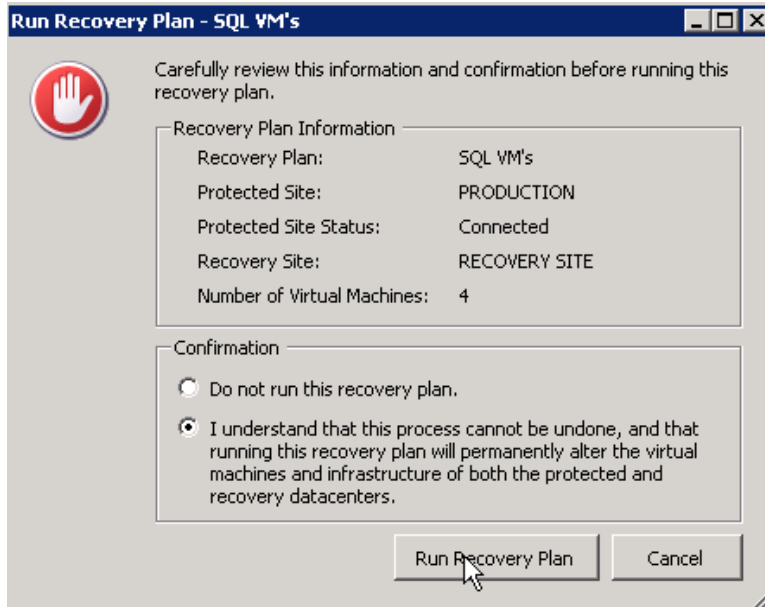 Run Recovery Plan - SQL VM's
Carefully review this information and confirmation before running this
recovery plan.
Recovery Plan Information
Recovery Plan: SQL VM's
Protected Site: PRODUCTION
Protected Site Status: Connected
Recovery Site: RECOVERY SITE
Number of Virtual Machines: 4
Confirmation
Do not run this recovery plan.
I understand that this process cannot be undone, and that
running this recovery plan will permanently alter the virtual
machines and infrastructure of both the protected and
recovery datacenters.
Run Recovery Plan Cancel